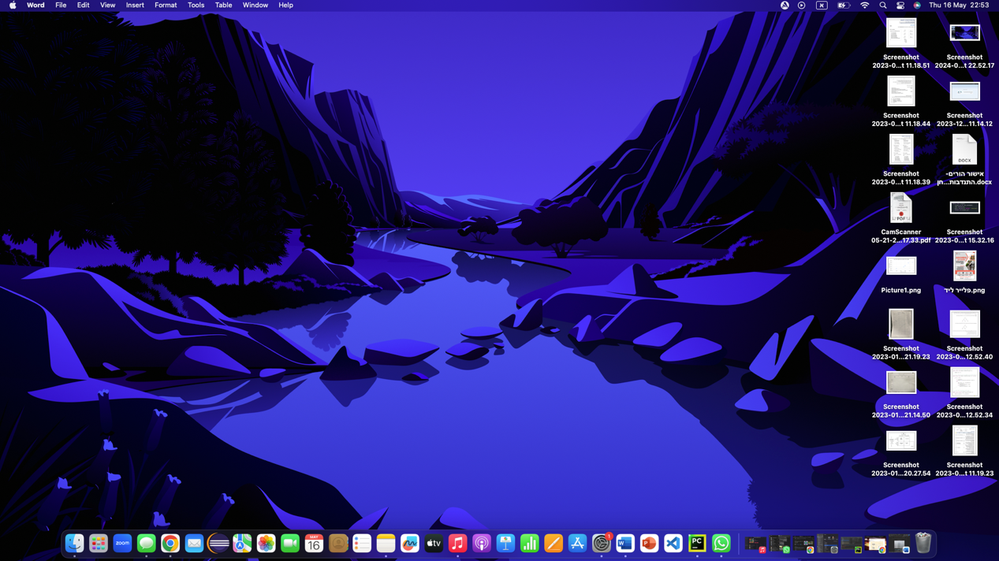 Word File Edit View Insert Format Tools Table Window Help
Thu 16 May 22:53
Screenshot
2023-0...t 11.18.51
Screenshot
2024-0...t 22.52.17
Screenshot
2023-0...t 11.18.44
Screenshot
2023-12...11.14.12
DOCX
Screenshot
2023-0...t 11.18.39
אישור הורים-
התנדבות...חן.docx
PDF
CamScanner
05-21-2...17.33.pdf
Screenshot
2023-0...t 15.32.16
Picture1.png
פלייר ליד.png
Screenshot
2023-01...21.19.23
Screenshot
2023-0...12.52.40
Screenshot
2023-01...21.14.50
Screenshot
2023-0...12.52.34
Screenshot
2023-01...20.27.54
Screenshot
2023-0...t 11.19.23
zoom
MAY
16
tv
1
W
P
PC